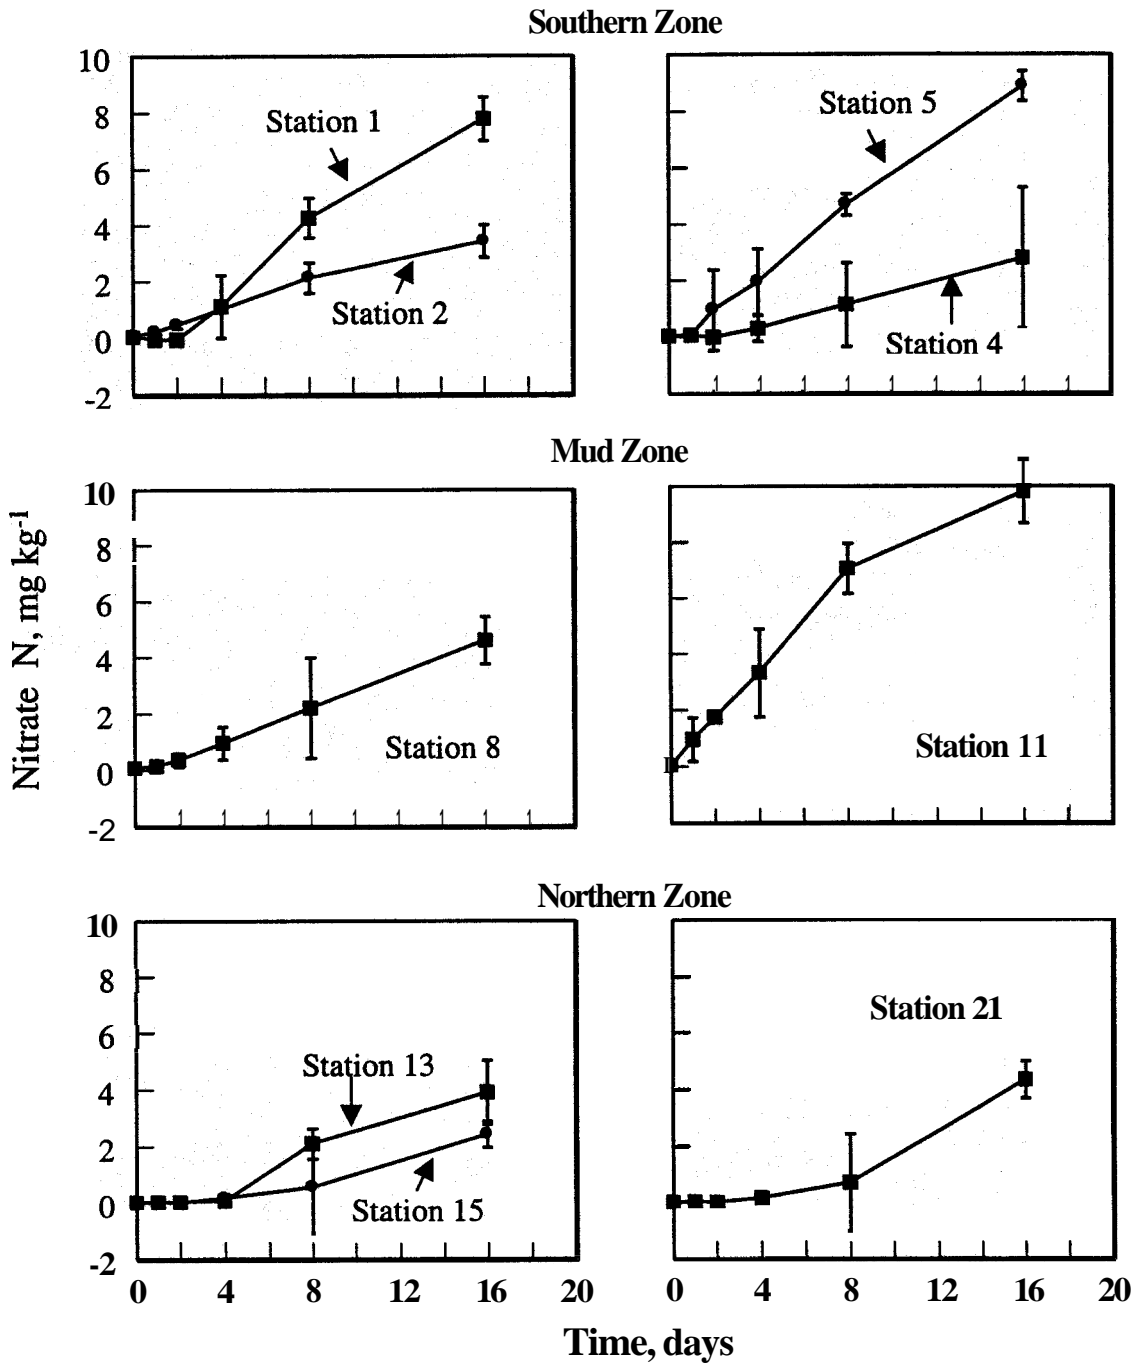 Southern Zone
10
8
6
4
2
0
-2
Station 1
Station 2
Station 5
Station 4
Mud Zone
Nitrate N, mg kg-1
10
8
6
4
2
0
-2
Station 8
Station 11
Northern Zone
10
8
6
4
2
0
-2
Station 13
Station 15
Station 21
0 4 8 12 16 20
0 4 8 12 16 20
Time, days